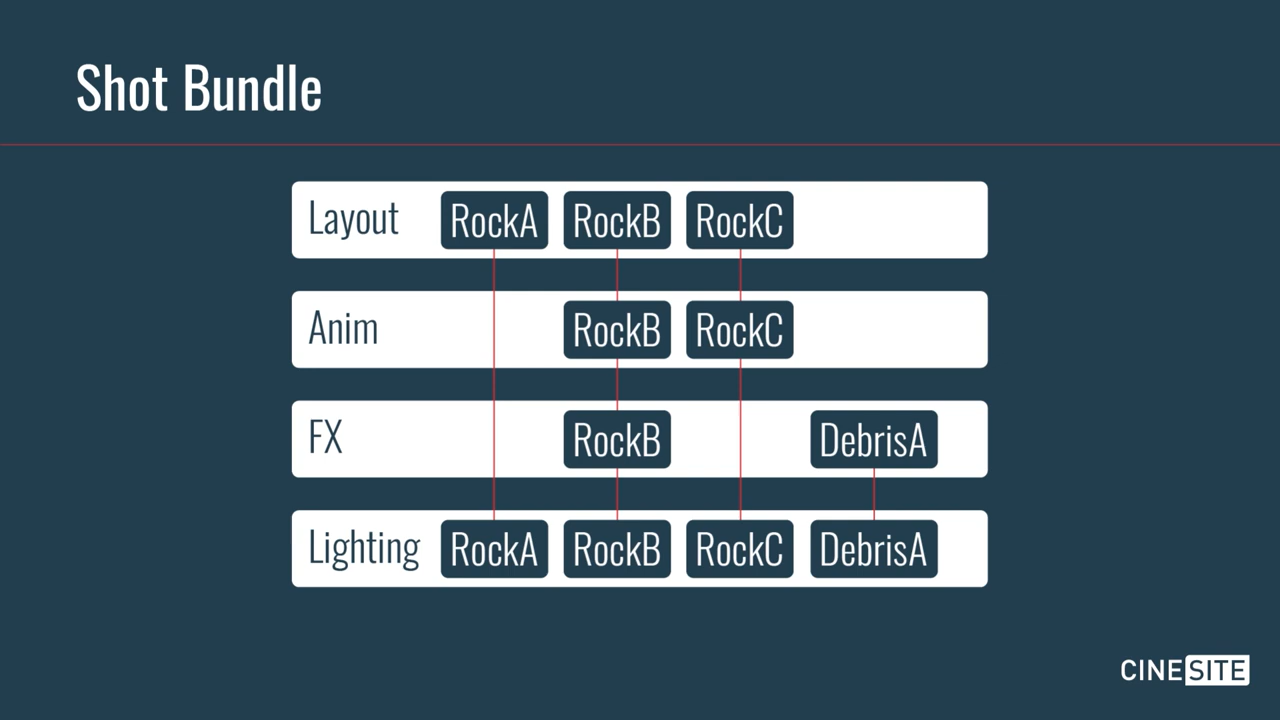 Shot Bundle
Layout RockA RockB RockC
Anim RockB RockC
FX RockB DebrisA
Lighting RockA RockB RockC DebrisA
CINESITE